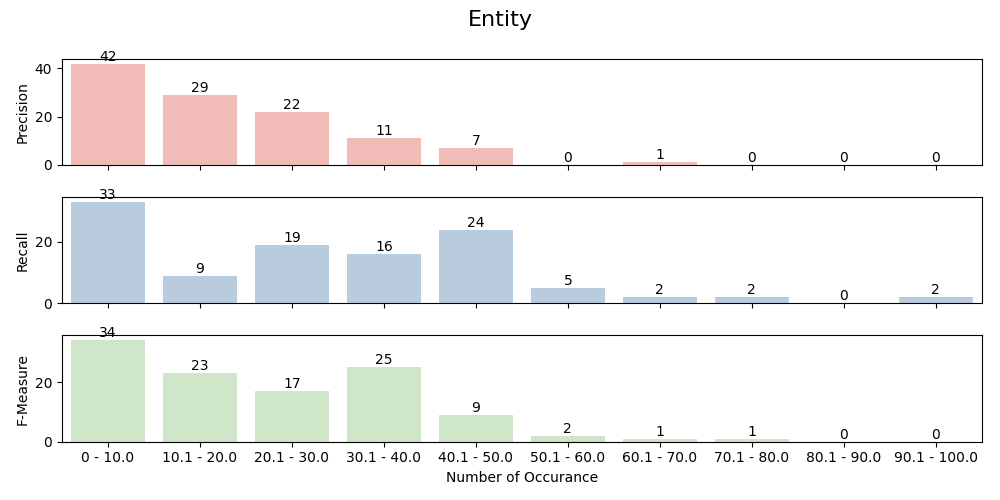 Entity
Precision
40
20
0
42 29 22 11 7 0 1 0 0 0
Recall
20
0
33 9 19 16 24 5 2 2 0 2
F-Measure
20
0
34 23 17 25 9 2 1 1 0 0
0 - 10.0 10.1 - 20.0 20.1 - 30.0 30.1 - 40.0 40.1 - 50.0 50.1 - 60.0 60.1 - 70.0 70.1 - 80.0 80.1 - 90.0 90.1 - 100.0
Number of Occurance